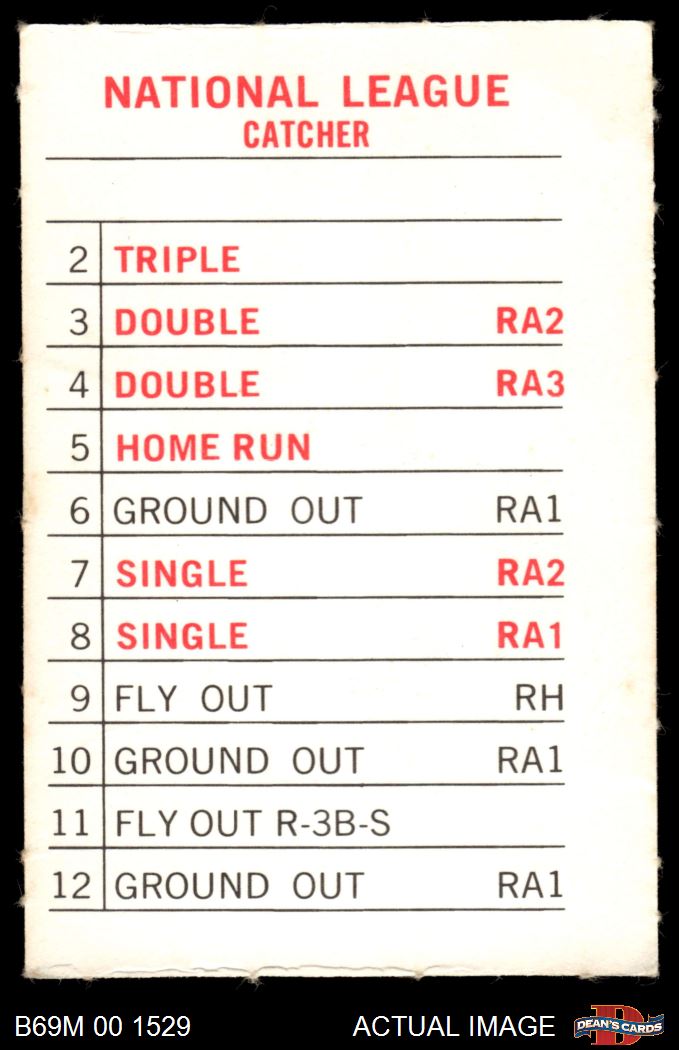 NATIONAL LEAGUE
CATCHER
2 TRIPLE
3 DOUBLE RA2
4 DOUBLE RA3
5 HOME RUN
6 GROUND OUT RA1
7 SINGLE RA2
8 SINGLE RA1
9 FLY OUT RH
10 GROUND OUT RA1
11 FLY OUT R-3B-S
12 GROUND OUT RA1
B69M 00 1529 ACTUAL IMAGE DEAN'S CARDS